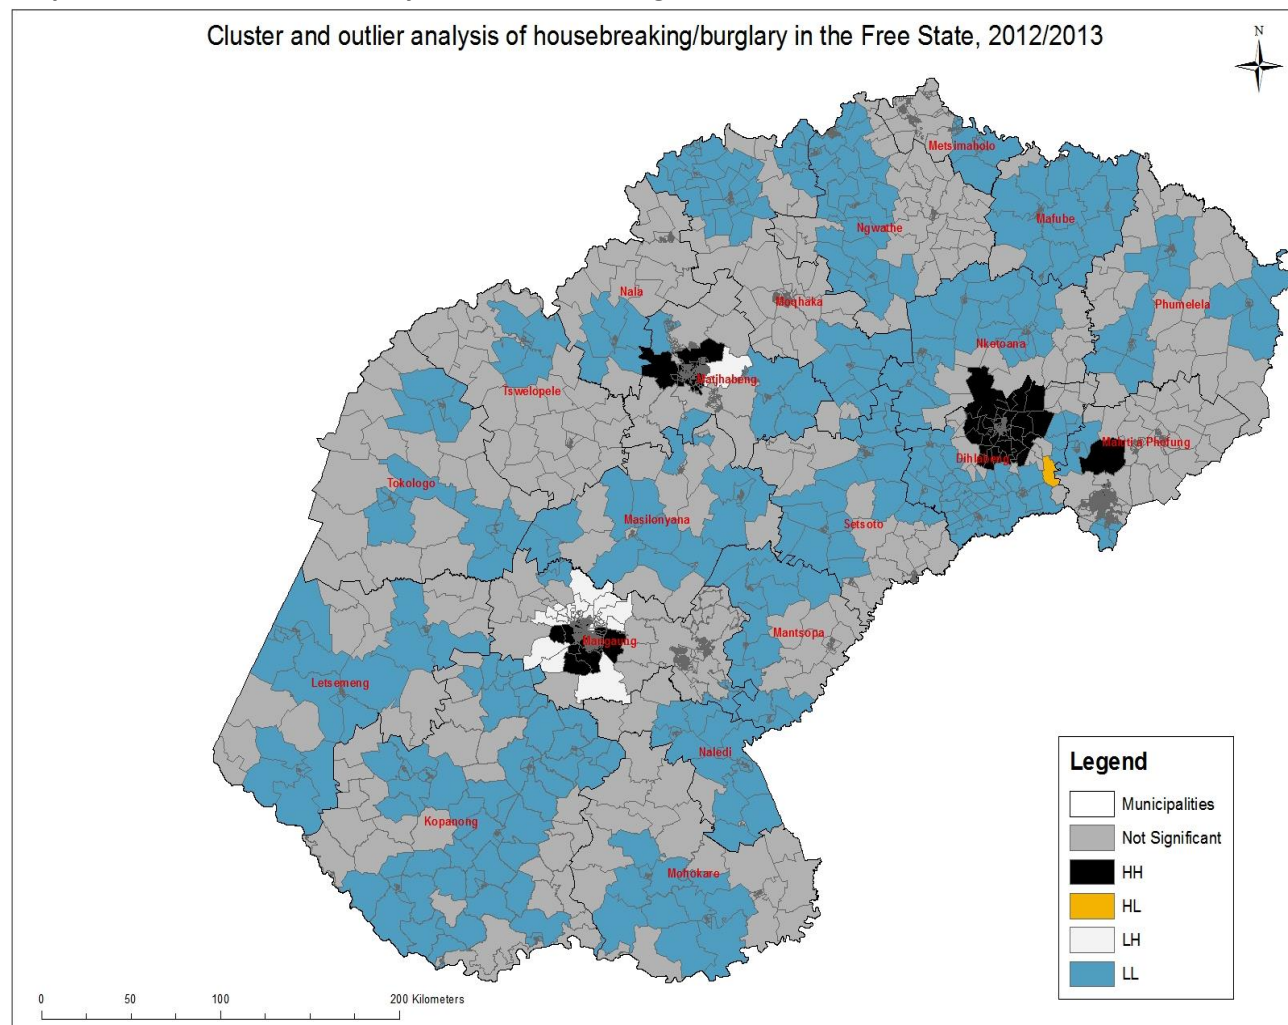 Cluster and outlier analysis of housebreaking/burglary in the Free State, 2012/2013
N
Metsimaholo
Mafube
Ngwathe
Nala
Moqhaka
Phumelela
Nketoana
Matjhabeng
Tswelopele
Maluti a Phofung
Dihlabeng
Tokologo
Masilonyana
Setsoto
Mantsopa
Mangaung
Letsemeng
Naledi
Kopanong
Mohokare
Legend
Municipalities
Not Significant
HH
HL
LH
LL
0 50 100 200 Kilometers